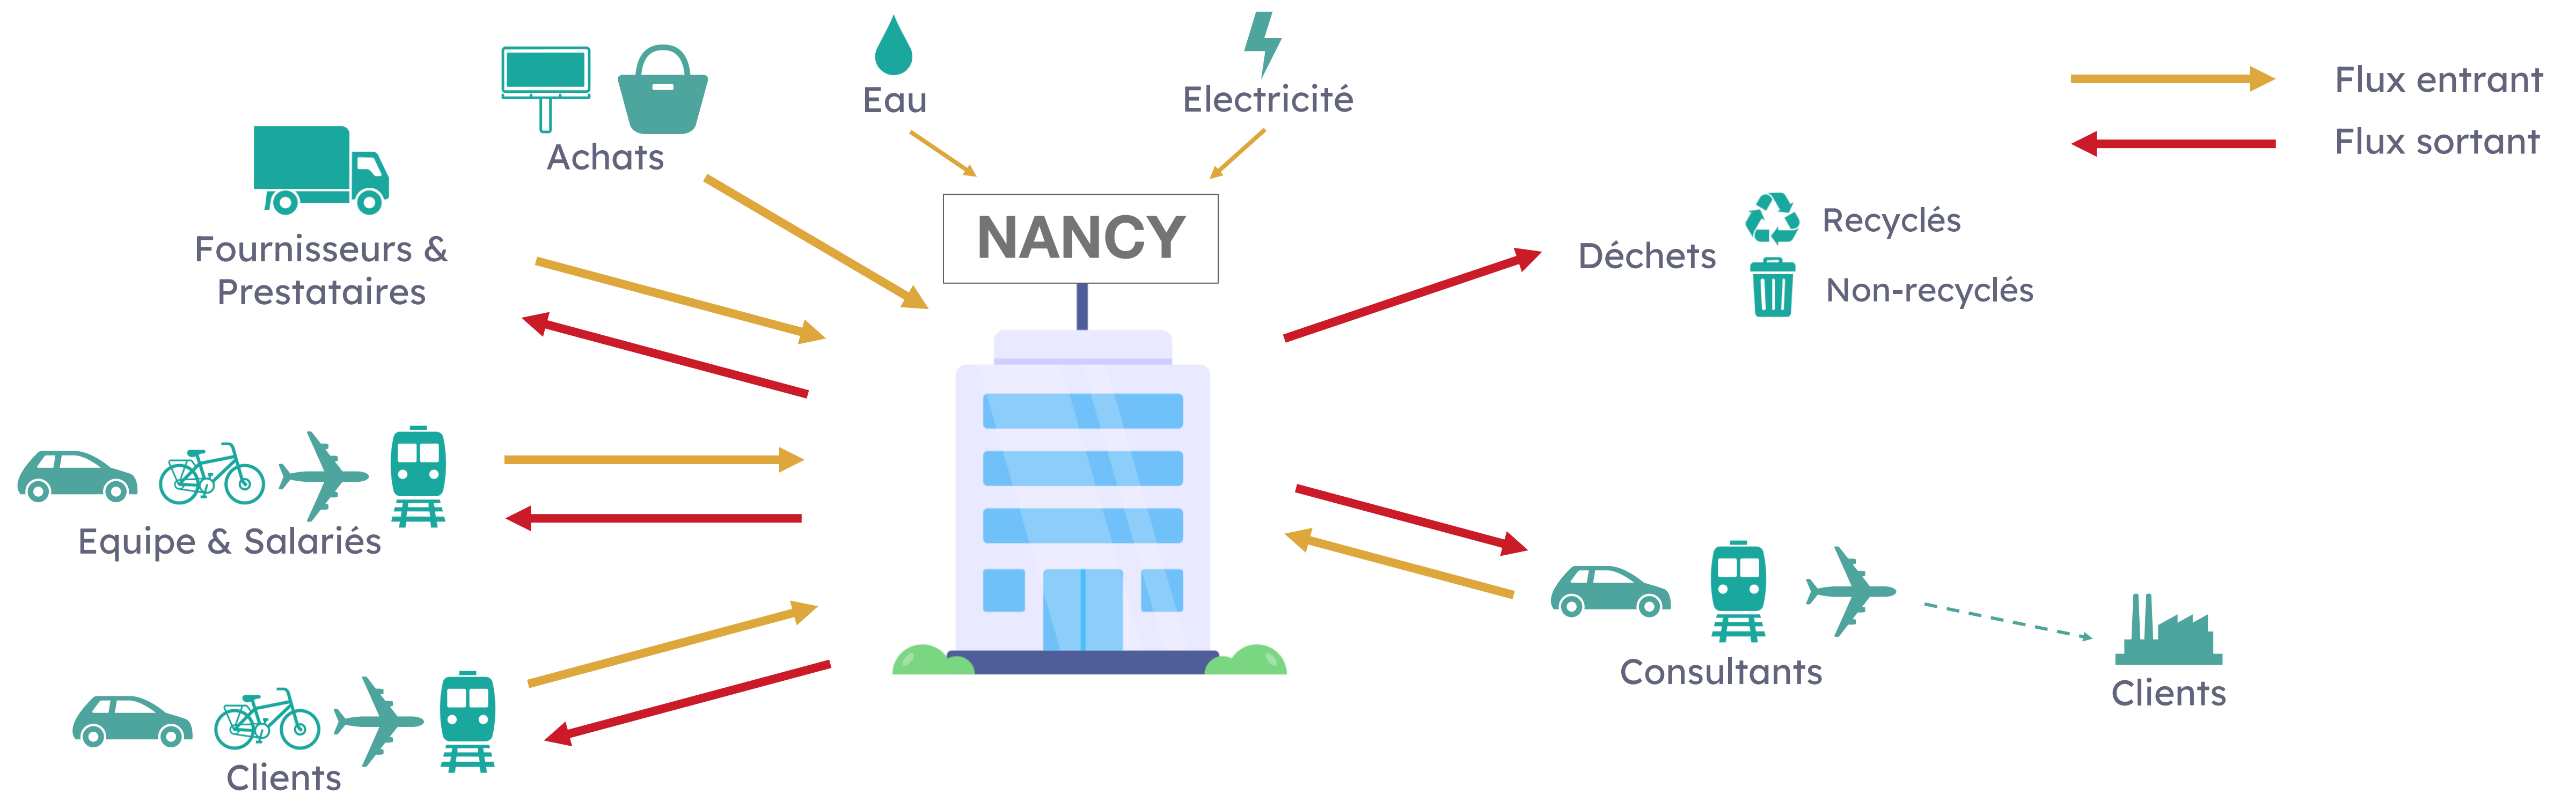 Eau
Electricité
Flux entrant
Flux sortant
Achats
NANCY
Fournisseurs &
Prestataires
Déchets
Recyclés
Non-recyclés
Equipe & Salariés
Consultants
Clients
Clients